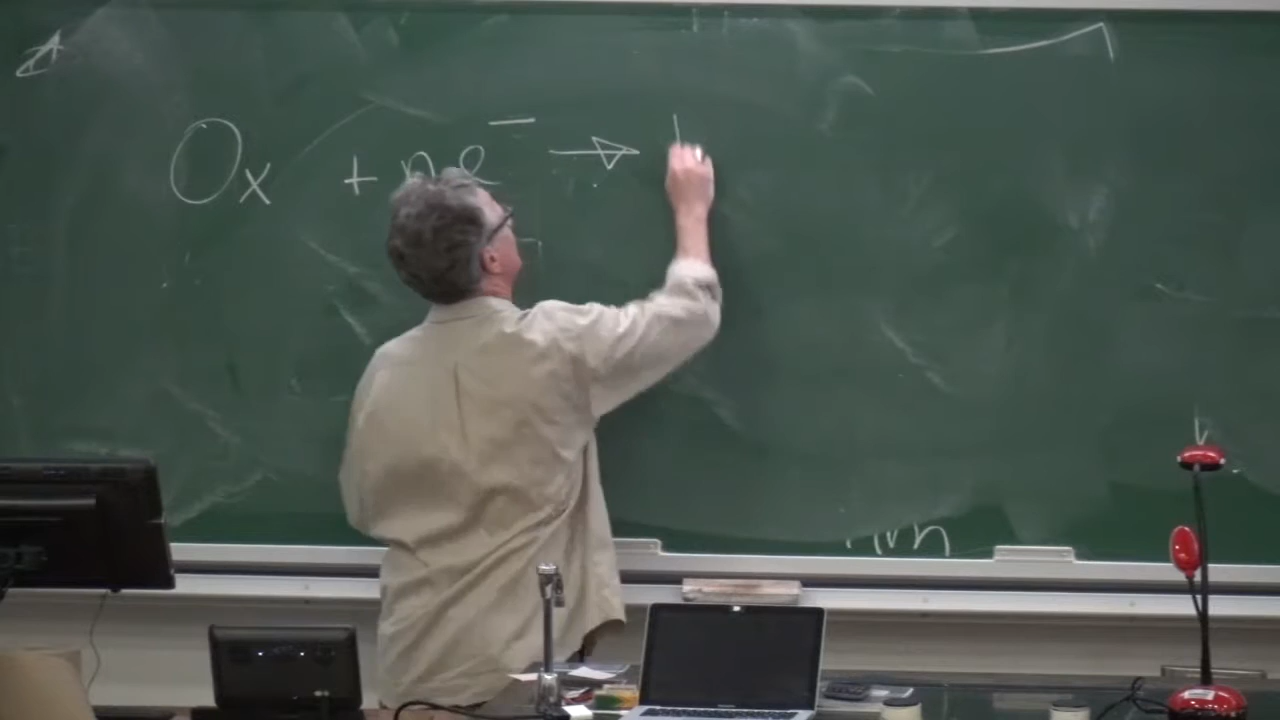 Ox + ne⁻ →